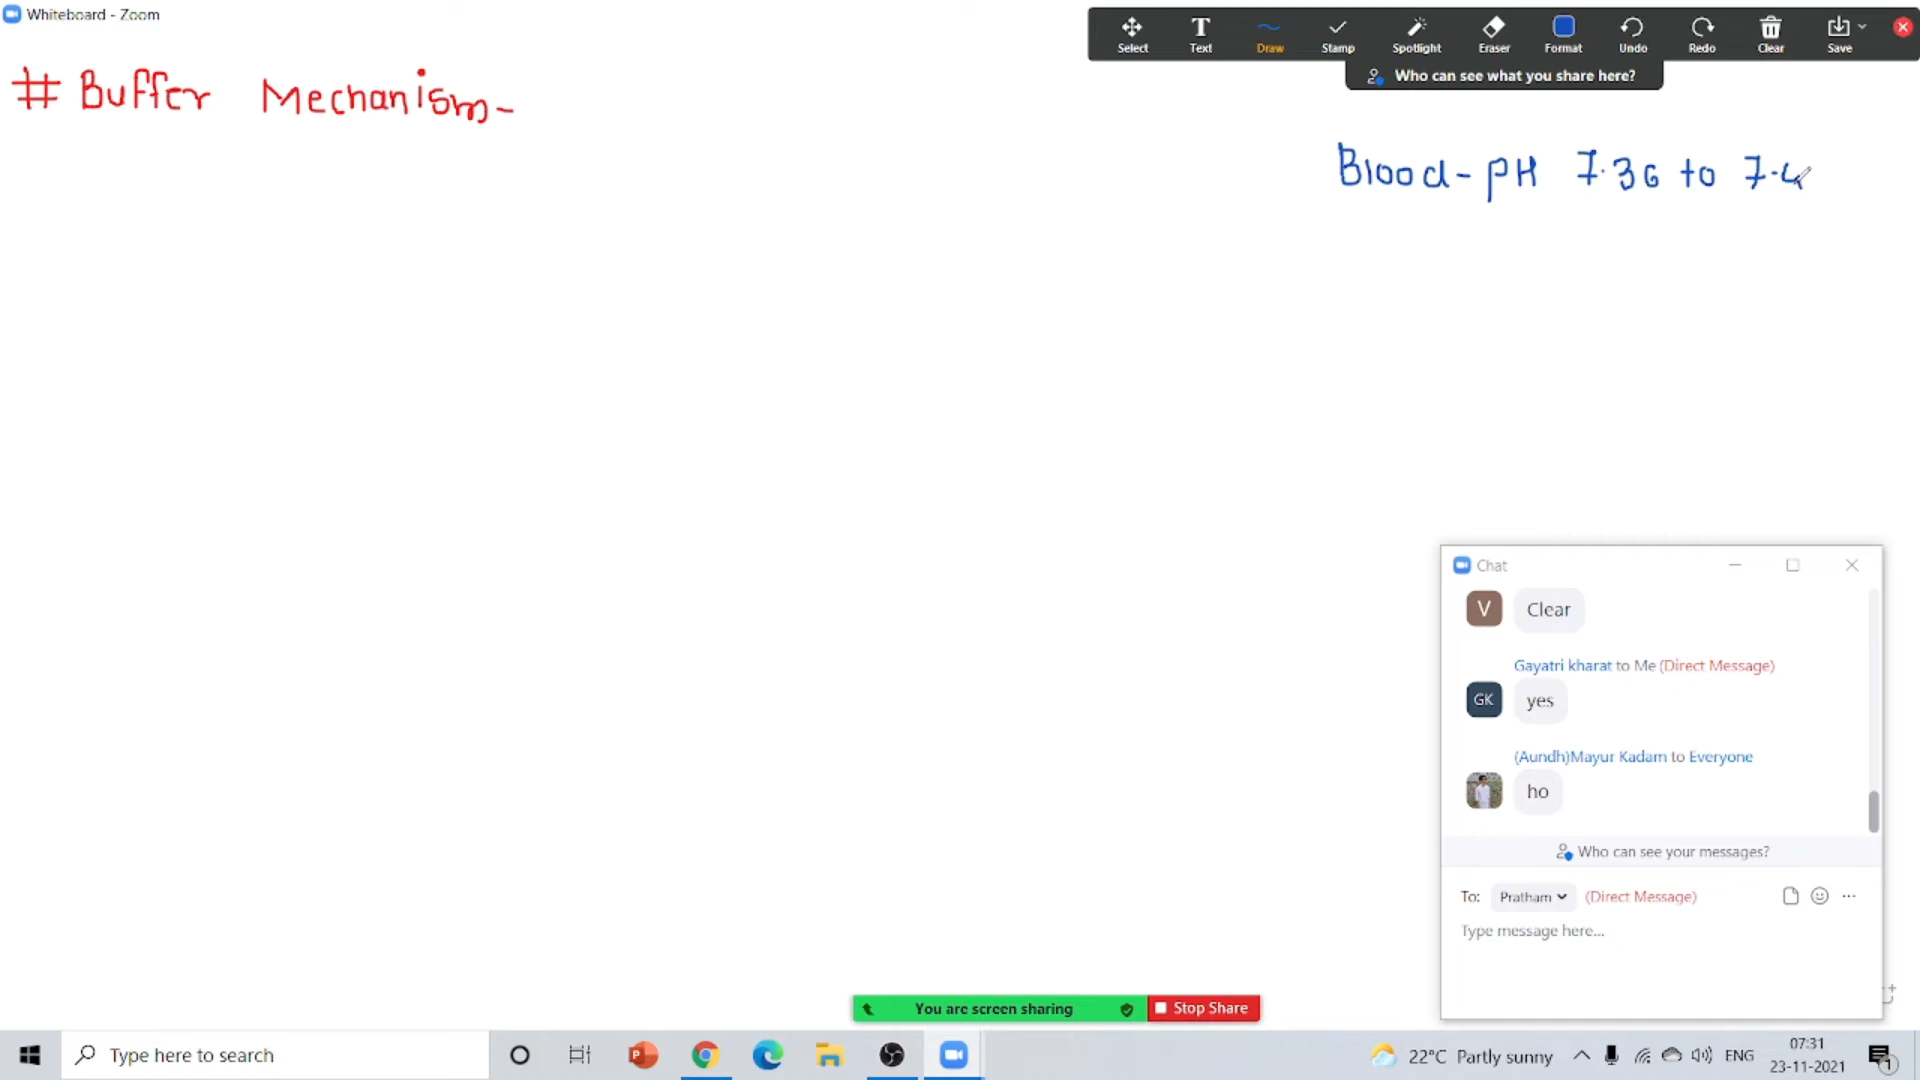 Whiteboard - Zoom
Select Text Draw Stamp Spotlight Eraser Format Undo Redo Clear Save
Who can see what you share here?
# Buffer Mechanism -
Blood - pH 7.36 to 7.4
Chat
V Clear
Gayatri kharat to Me (Direct Message)
GK yes
(Aundh)Mayur Kadam to Everyone
ho
Who can see your messages?
To: Pratham (Direct Message)
Type message here...
You are screen sharing Stop Share
Type here to search
22°C Partly sunny ENG 07:31
23-11-2021 1